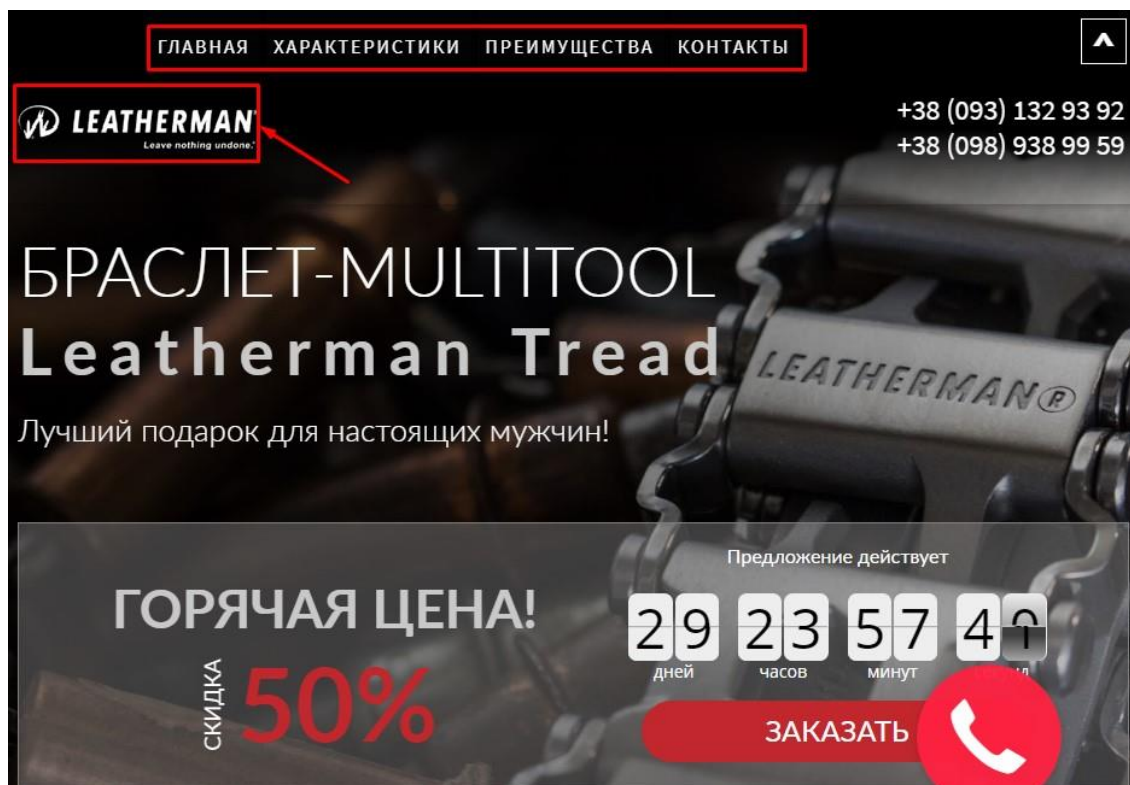 ГЛАВНАЯ ХАРАКТЕРИСТИКИ ПРЕИМУЩЕСТВА КОНТАКТЫ
LEATHERMAN
Leave nothing undone.
+38 (093) 132 93 92
+38 (098) 938 99 59
БРАСЛЕТ-MULTITOOL
Leatherman Tread
LEATHERMAN®
Лучший подарок для настоящих мужчин!
Предложение действует
ГОРЯЧАЯ ЦЕНА!
29 23 57 4
дней часов минут
СКИДКА
50%
ЗАКАЗАТЬ